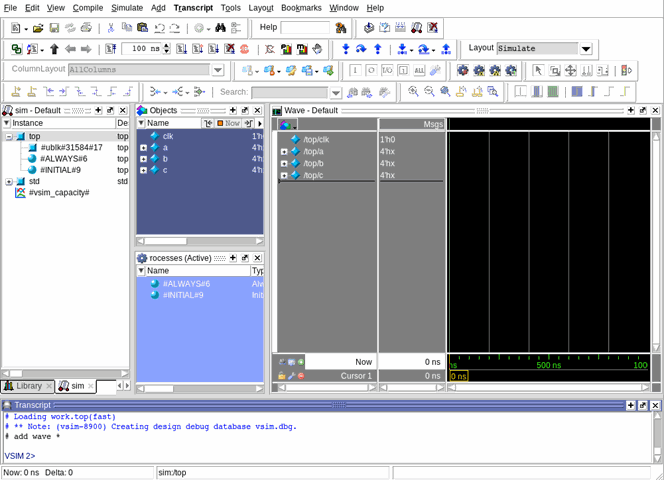 File Edit View Compile Simulate Add Transcript Tools Layout Bookmarks Window Help
Help
100 ns
Layout Simulate
ColumnLayout AllColumns
ALL
Search:
sim - Default
Instance De
top top
#ublk#31584#17 top
#ALWAYS#6 top
#INITIAL#9 top
std std
#vsim_capacity#
Library sim
Objects
Name Now
clk 1'h
a 4'h
b 4'h
c 4'h
rocesses (Active)
Name Typ
#ALWAYS#6 Alw
#INITIAL#9 Initi
Wave - Default
Msgs
/top/clk 1'h0
/top/a 4'hx
/top/b 4'hx
/top/c 4'hx
Now 0 ns
Cursor 1 0 ns
ns 500 ns 100
0 ns
Transcript
# Loading work.top(fast)
# ** Note: (vsim-8900) Creating design debug database vsim.dbg.
# add wave *
VSIM 2>
Now: 0 ns Delta: 0 sim:/top